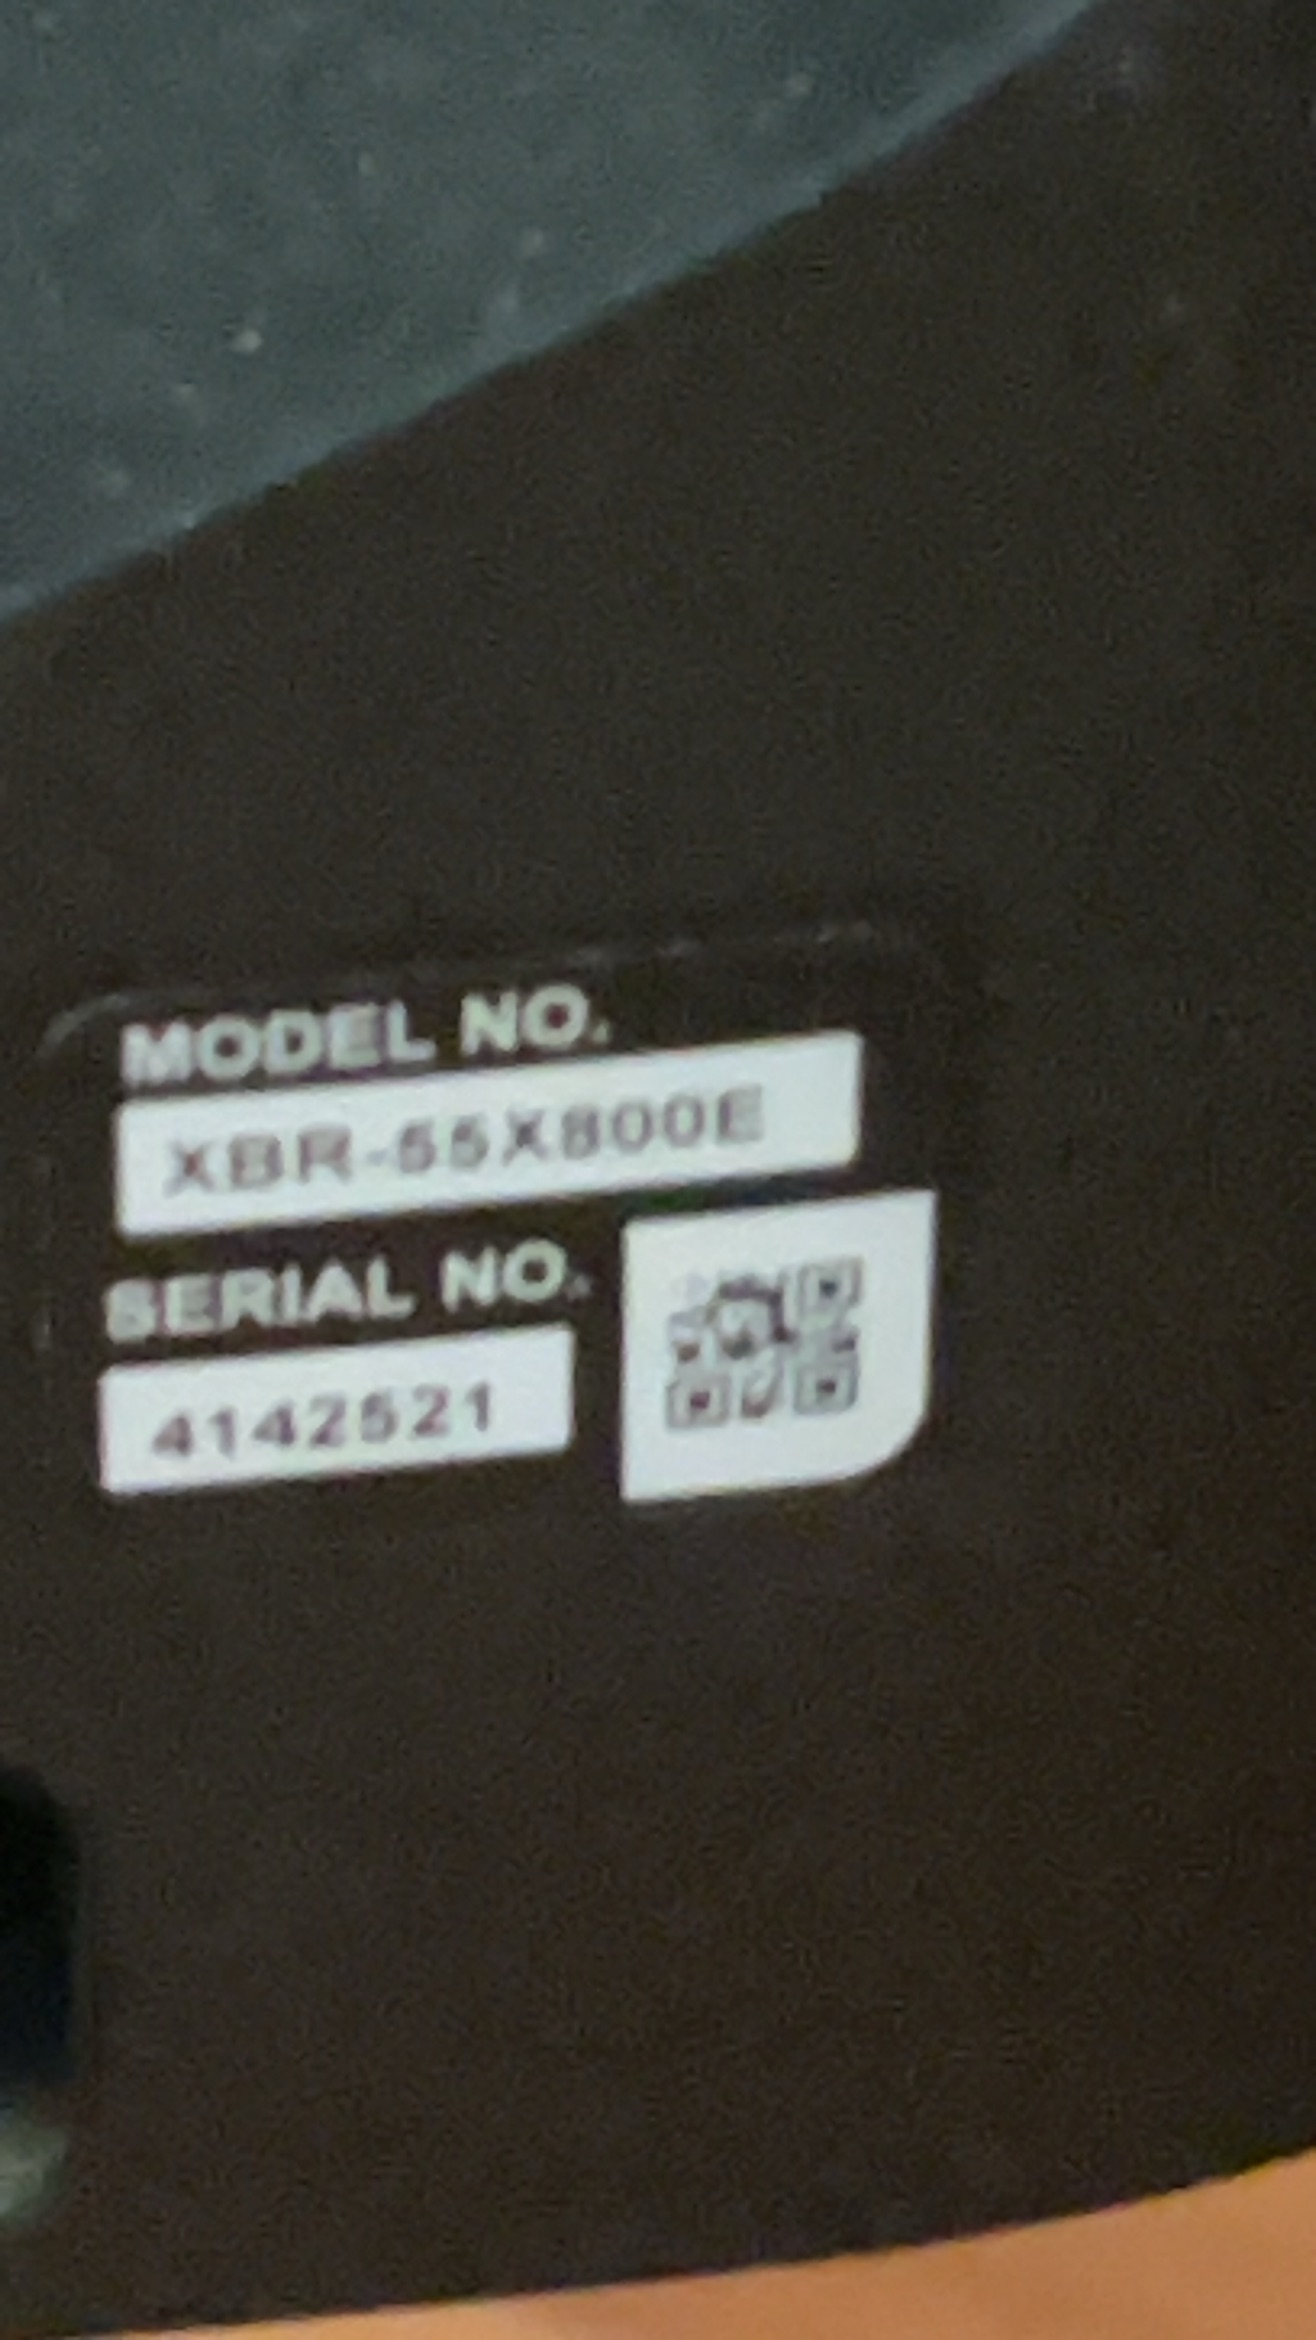 MODEL NO.
XBR-55X800E
SERIAL NO.
4142521